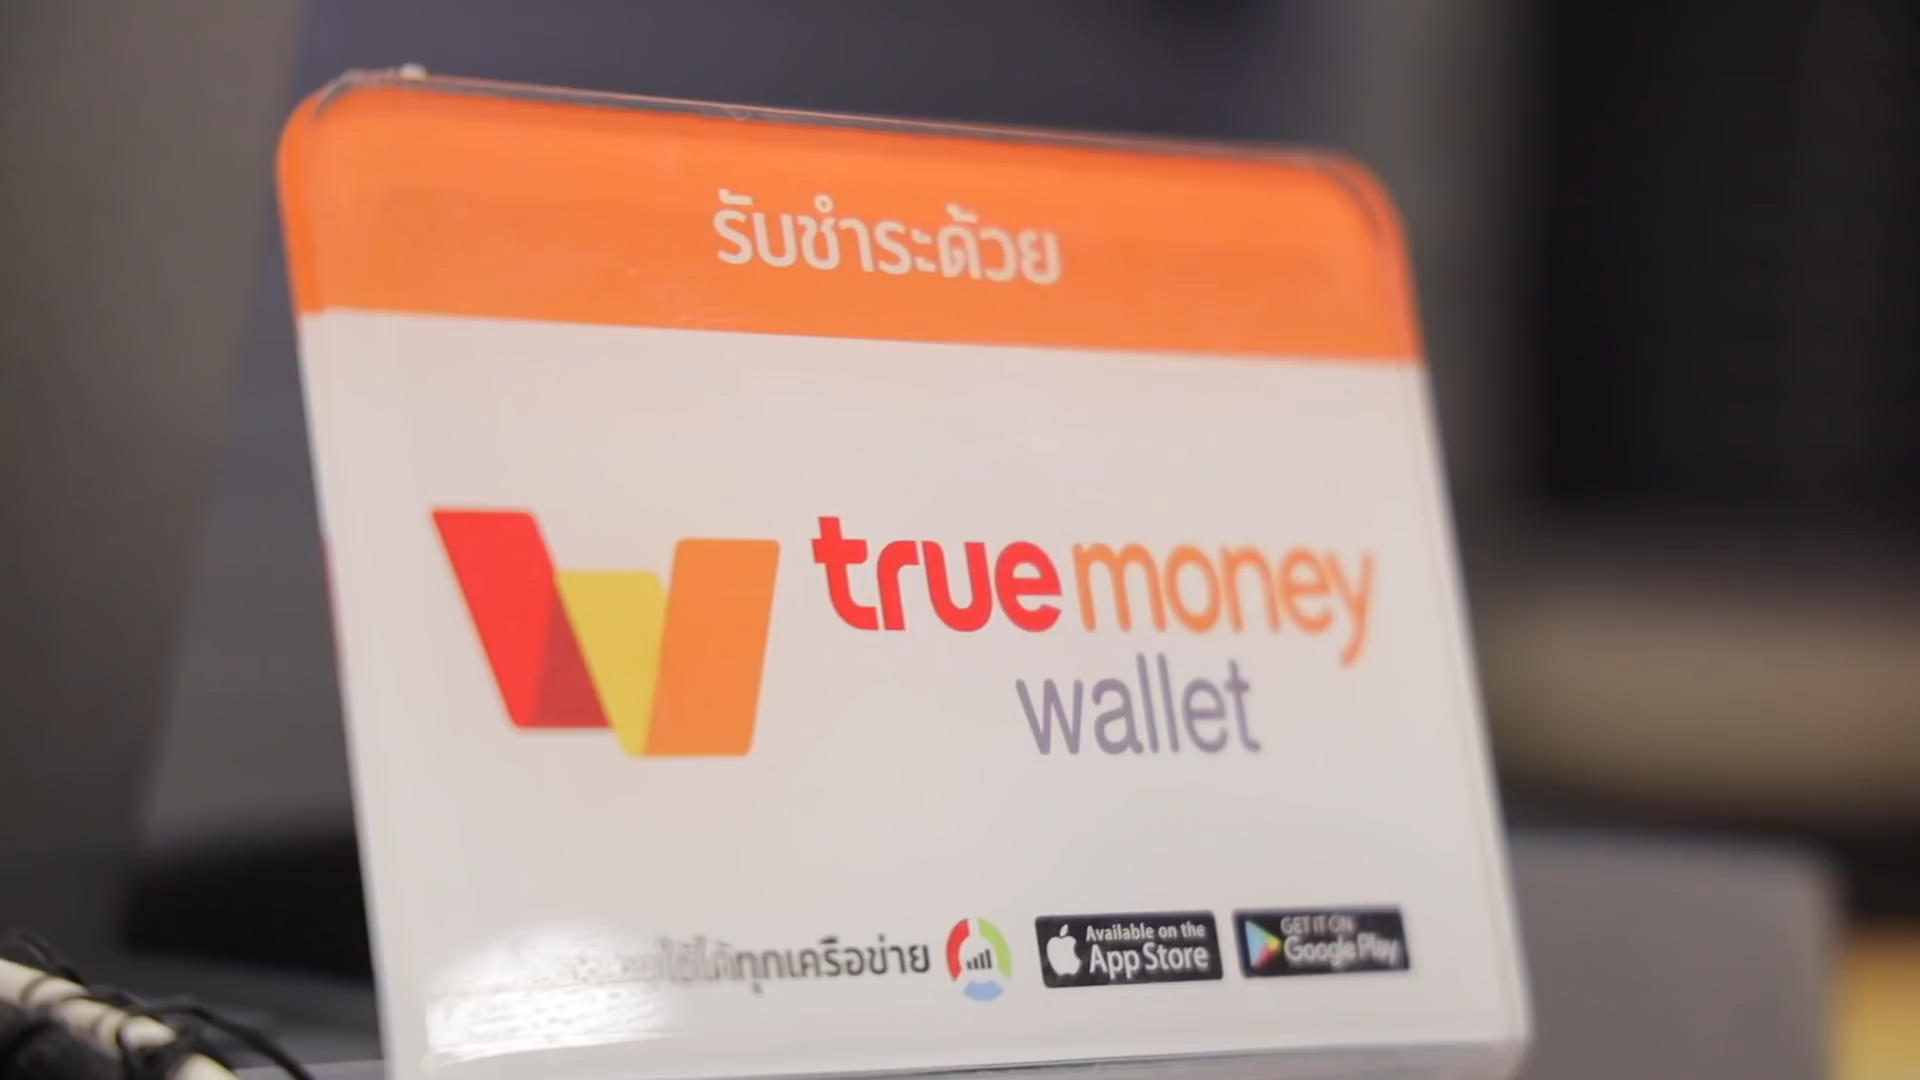 รับชำระด้วย
truemoney
wallet
ใช้ได้ทุกเครือข่าย
Available on the
App Store
GET IT ON
Google Play